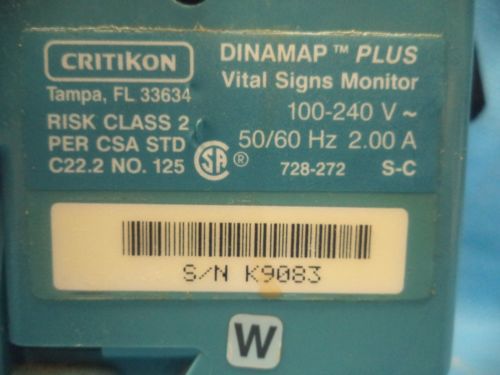 CRITIKON
DINAMAP™ PLUS
Tampa, FL 33634
Vital Signs Monitor
RISK CLASS 2
100-240 V ~
PER CSA STD
50/60 Hz 2.00 A
C22.2 NO. 125
SA ®
728-272 S-C
S/N K9083
W